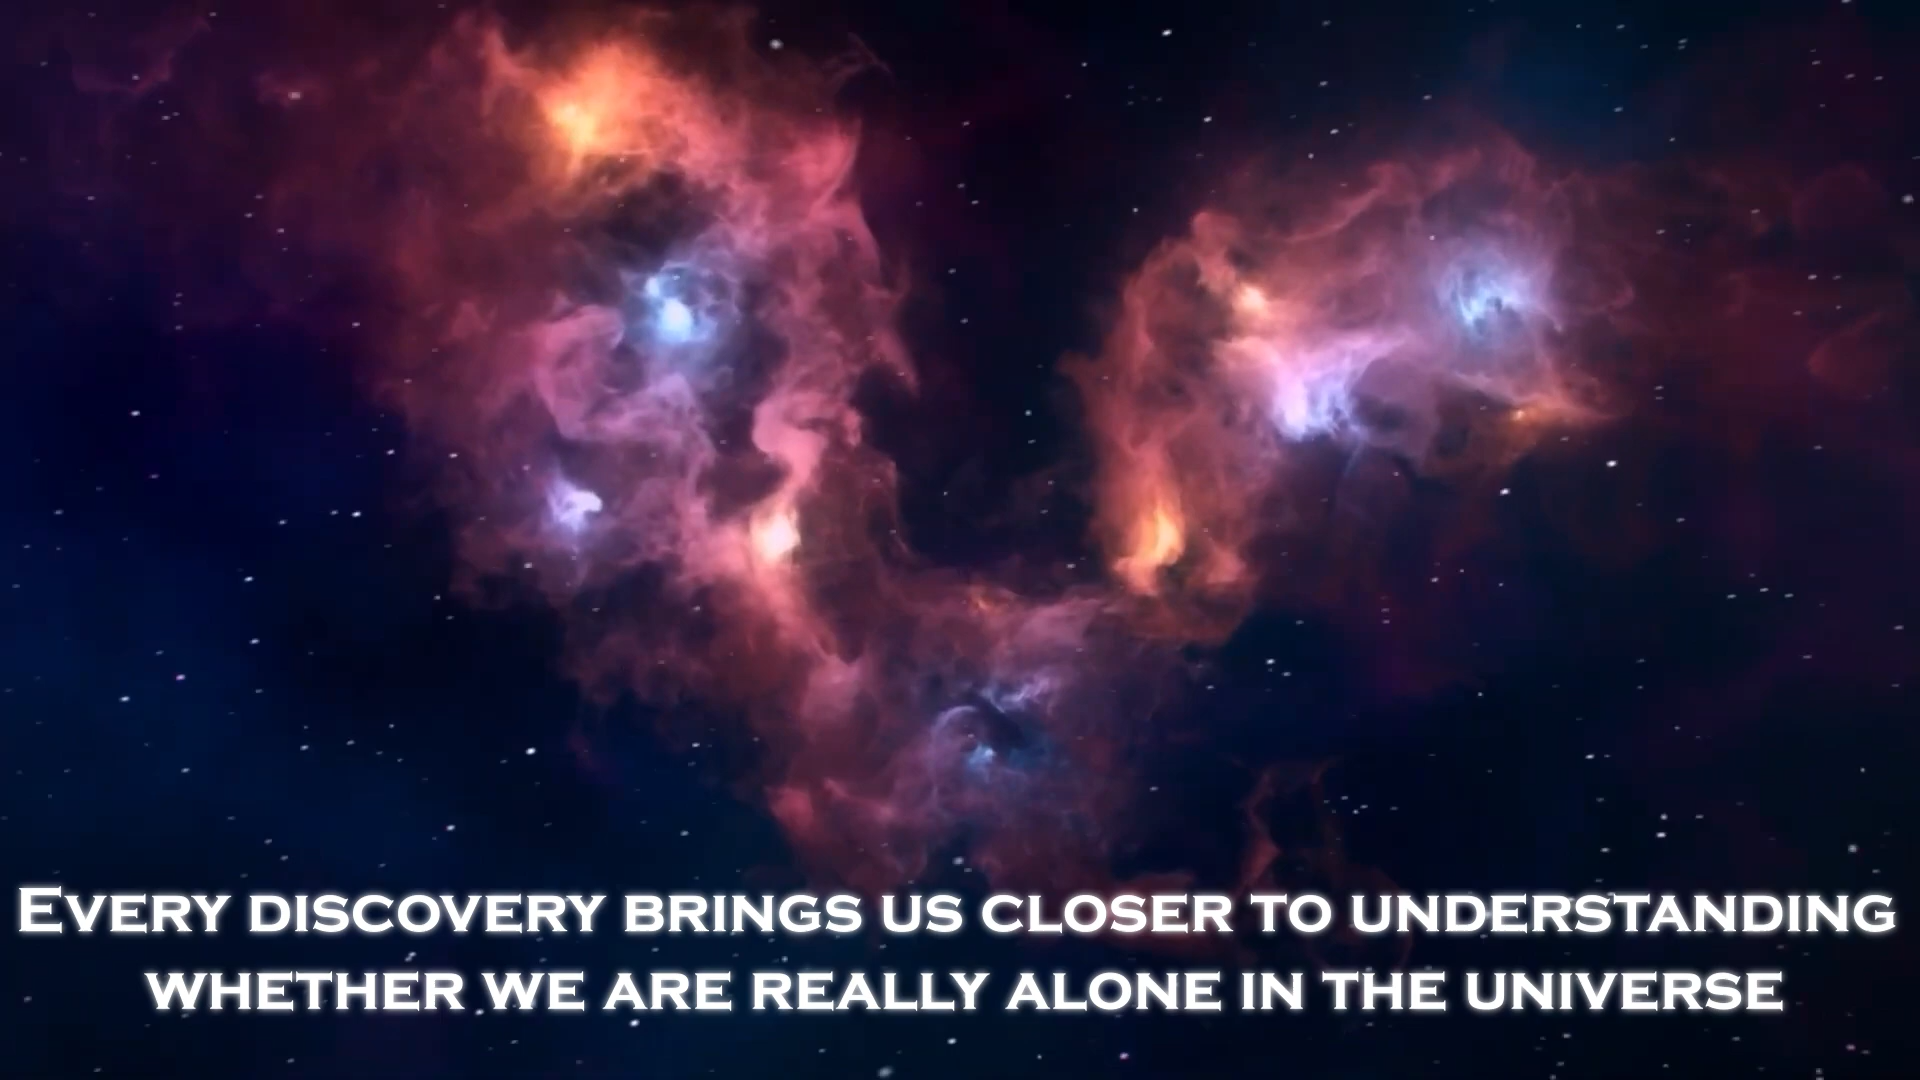 Every discovery brings us closer to understanding
whether we are really alone in the universe